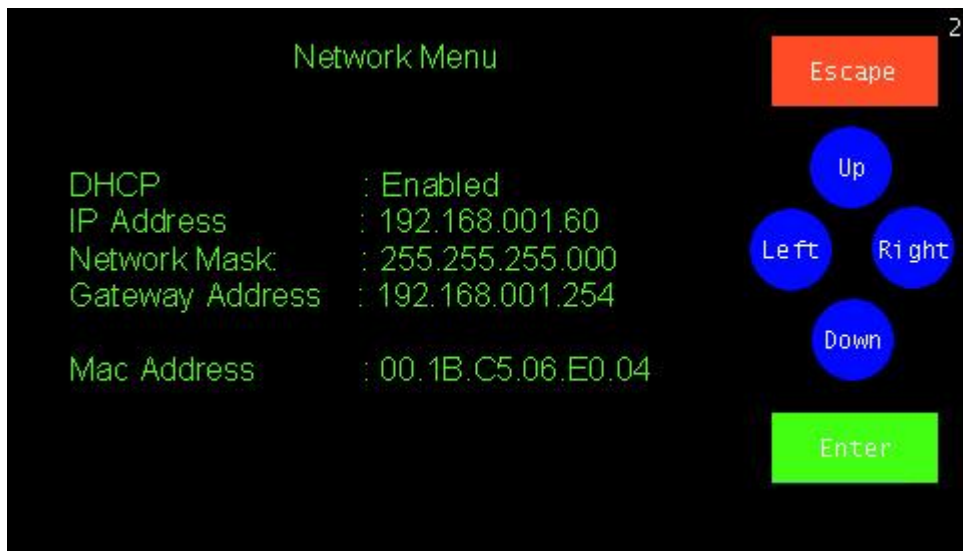 2
Network Menu
Escape
DHCP : Enabled
IP Address : 192.168.001.60
Network Mask: : 255.255.255.000
Gateway Address : 192.168.001.254
Mac Address : 00.1B.C5.06.E0.04
Up
Left
Right
Down
Enter